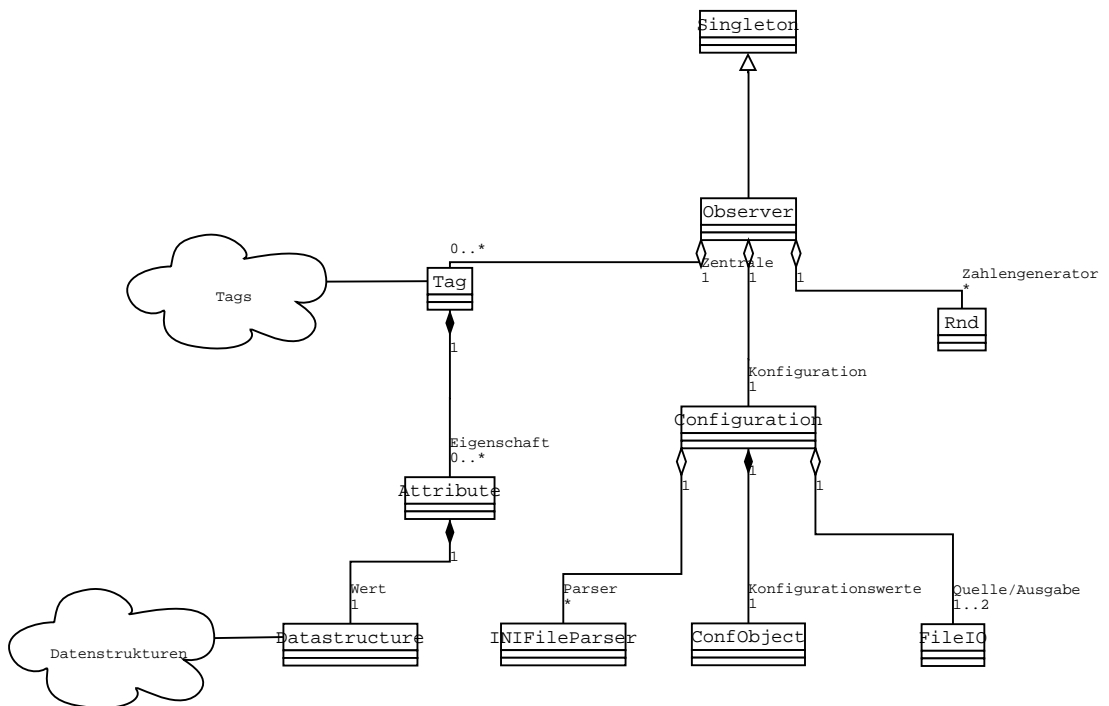 Singleton
Observer
0..*
Zentrale
1
1
1
Zahlengenerator
*
Tag
Tags
Rnd
1
Konfiguration
1
Configuration
Eigenschaft
0..*
1
1
1
Attribute
1
Wert
1
Parser
*
Konfigurationswerte
1
Quelle/Ausgabe
1..2
Datastructure
INIFileParser
ConfObject
FileIO
Datenstrukturen